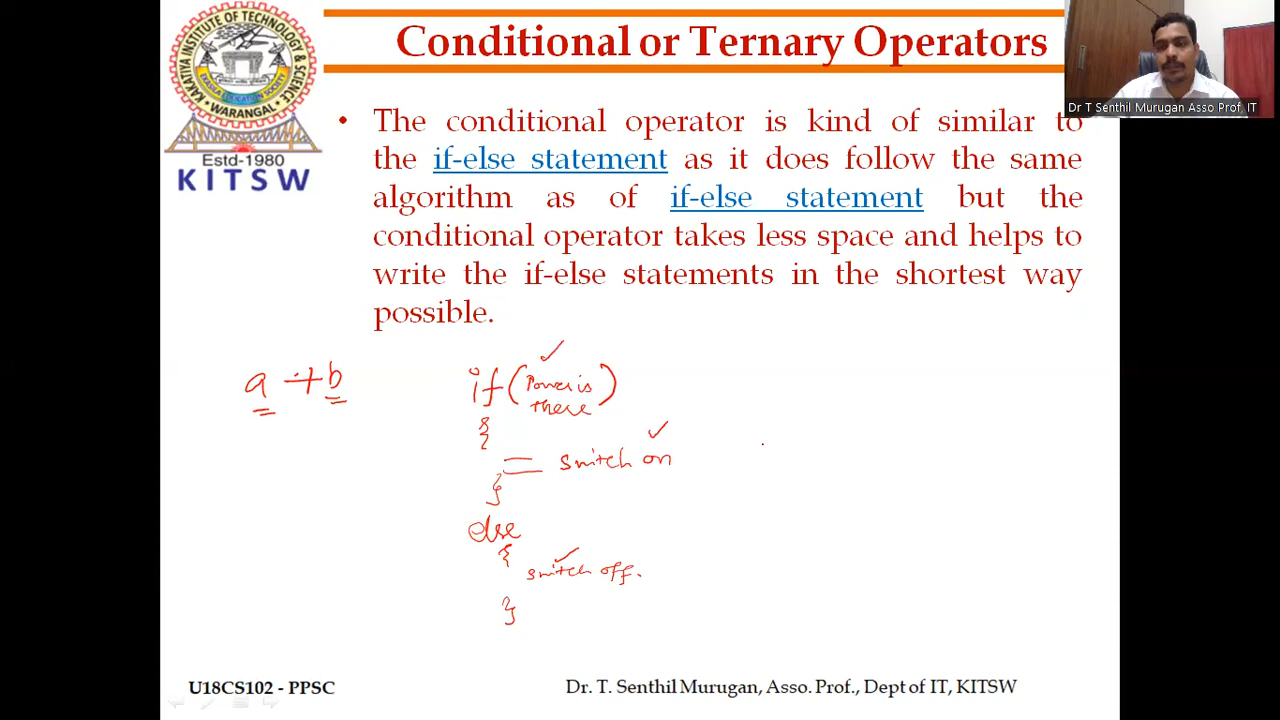 Conditional or Ternary Operators
KAKATIYA INSTITUTE OF TECHNOLOGY & SCIENCE
EKASILA EDUCATION SOCIETY
• WARANGAL •
Estd-1980
KITSW
Dr T Senthil Murugan Asso Prof, IT
• The conditional operator is kind of similar to
the if-else statement as it does follow the same
algorithm as of if-else statement but the
conditional operator takes less space and helps to
write the if-else statements in the shortest way
possible.
a + b
if (Power is
there)
{
switch on
}
else
{
switch off.
}
U18CS102 - PPSC
Dr. T. Senthil Murugan, Asso. Prof., Dept of IT, KITSW